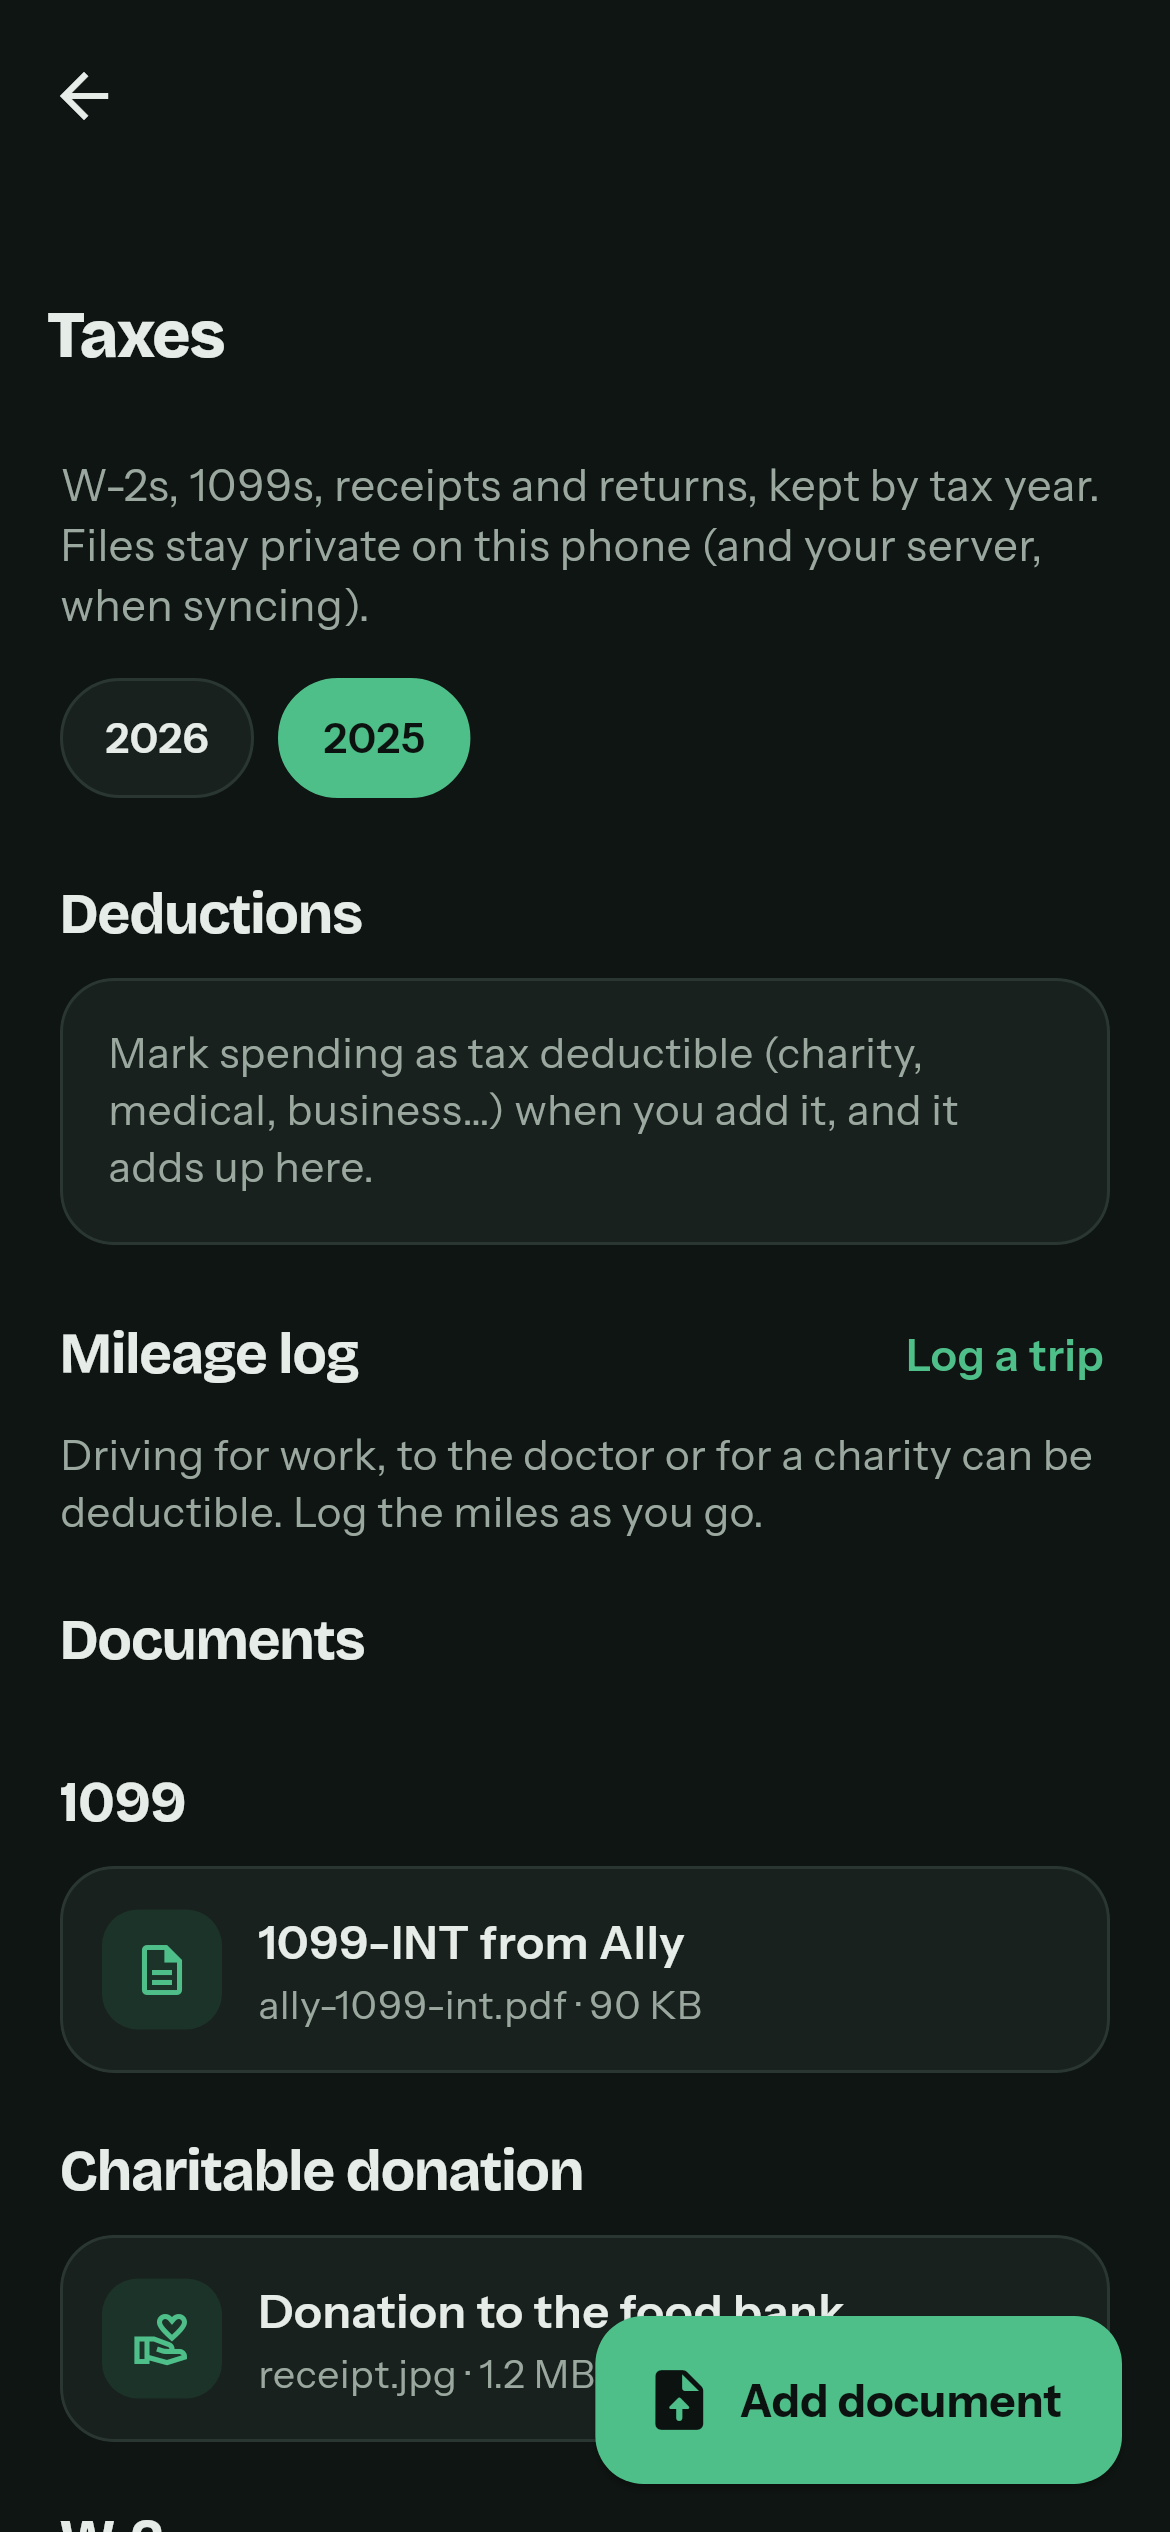 Taxes
W-2s, 1099s, receipts and returns, kept by tax year.
Files stay private on this phone (and your server,
when syncing).
2026
2025
Deductions
Mark spending as tax deductible (charity,
medical, business...) when you add it, and it
adds up here.
Mileage log
Log a trip
Driving for work, to the doctor or for a charity can be
deductible. Log the miles as you go.
Documents
1099
1099-INT from Ally
ally-1099-int.pdf · 90 KB
Charitable donation
Donation to the food bank
receipt.jpg · 1.2 MB
Add document
W-2